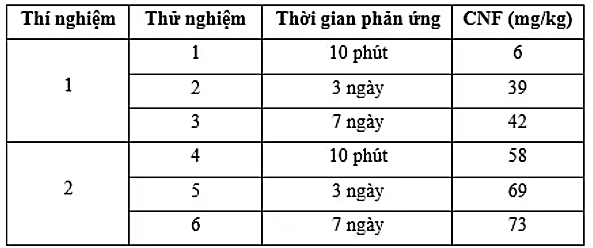 Thí nghiệm Thử nghiệm Thời gian phản ứng CNF (mg/kg)
1 10 phút 6
1 2 3 ngày 39
3 7 ngày 42
4 10 phút 58
2 5 3 ngày 69
6 7 ngày 73